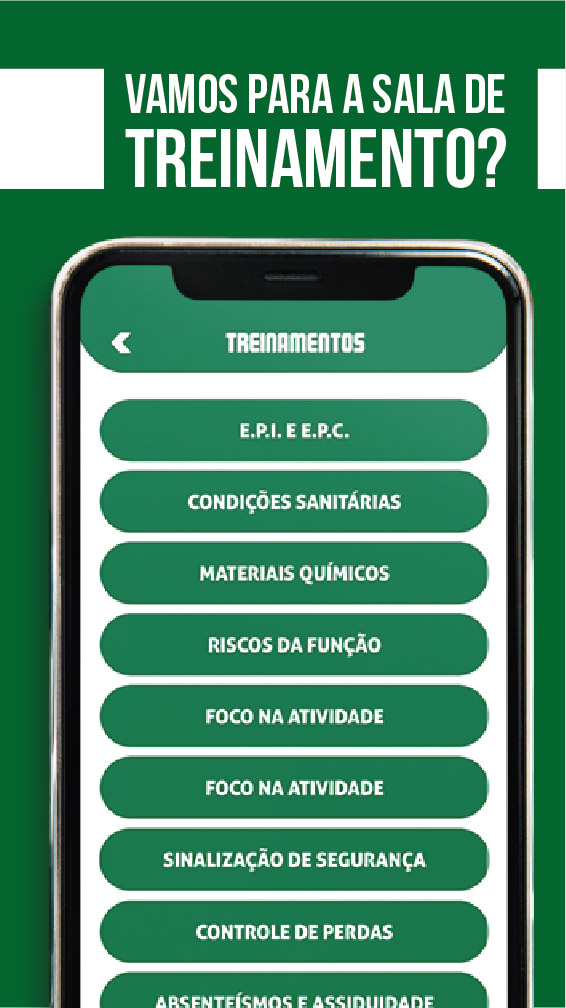 VAMOS PARA A SALA DE
TREINAMENTO?
TREINAMENTOS
E.P.I. E E.P.C.
CONDIÇÕES SANITÁRIAS
MATERIAIS QUÍMICOS
RISCOS DA FUNÇÃO
FOCO NA ATIVIDADE
FOCO NA ATIVIDADE
SINALIZAÇÃO DE SEGURANÇA
CONTROLE DE PERDAS
ABSENTEÍSMOS E ASSIDUIDADE